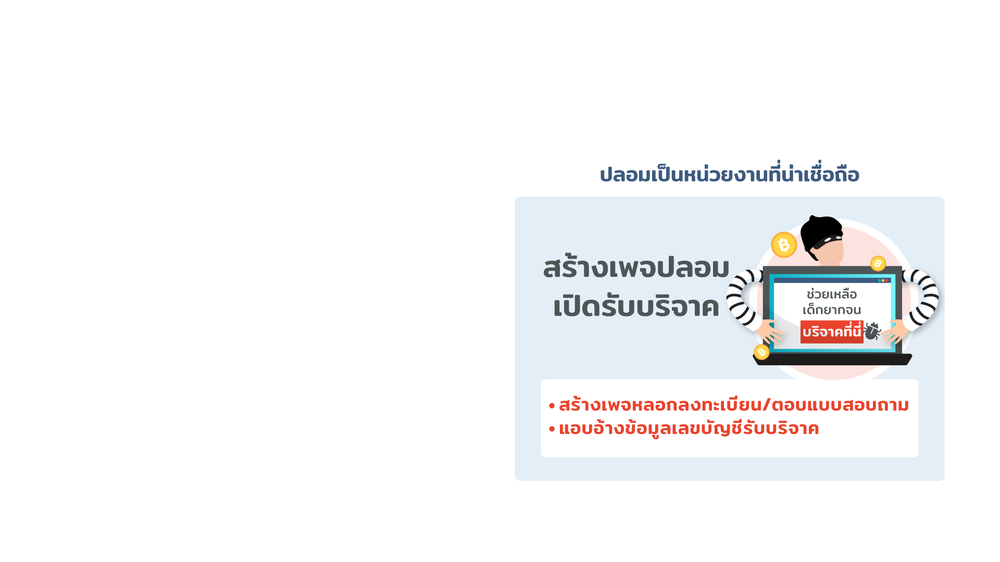 ปลอมเป็นหน่วยงานที่น่าเชื่อถือ
สร้างเพจปลอม
เปิดรับบริจาค
ช่วยเหลือ
เด็กยากจน
บริจาคที่นี่
• สร้างเพจหลอกลงทะเบียน/ตอบแบบสอบถาม
• แอบอ้างข้อมูลเลขบัญชีรับบริจาค